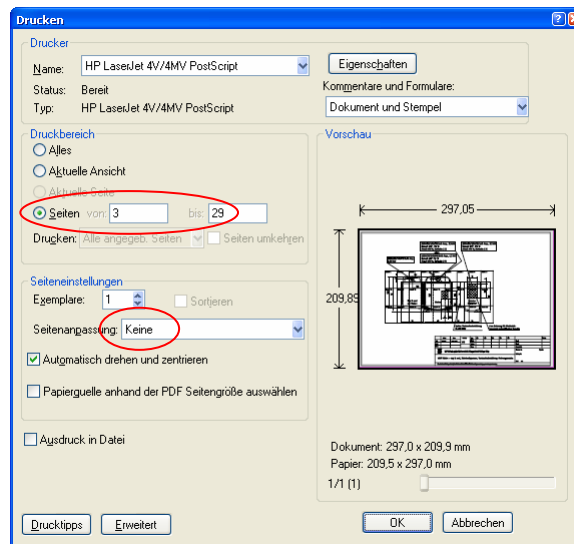 Drucken
Drucker
Name: HP LaserJet 4V/4MV PostScript Eigenschaften
Status: Bereit Kommentare und Formulare:
Typ: HP LaserJet 4V/4MV PostScript Dokument und Stempel
Druckbereich
Alles
Aktuelle Ansicht
Aktuelle Seite
Seiten von: 3 bis: 29
Drucken: Alle angegeb. Seiten Seiten umkehren
Seiteneinstellungen
Exemplare: 1 Sortieren
Seitenanpassung: Keine
Automatisch drehen und zentrieren
Papierquelle anhand der PDF Seitengröße auswählen
Ausdruck in Datei
Vorschau
297,05
209,89
Dokument: 297,0 x 209,9 mm
Papier: 209,5 x 297,0 mm
1/1 (1)
Drucktipps Erweitert OK Abbrechen